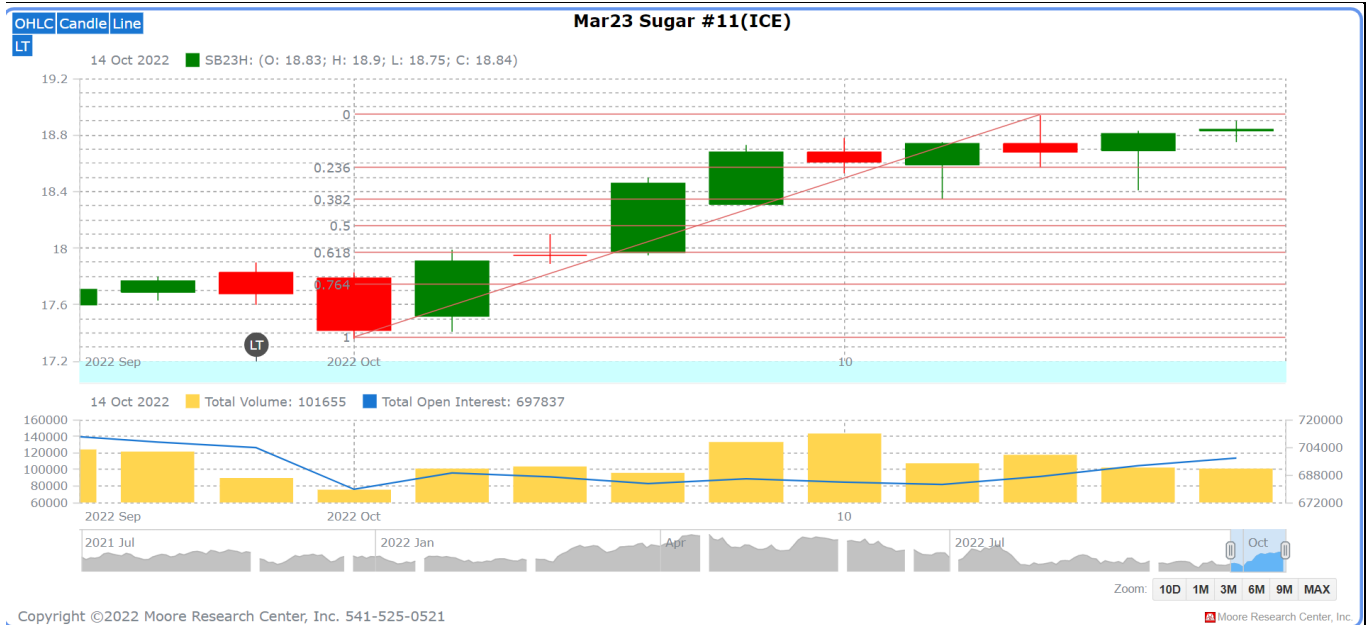 OHLC Candle Line
LT
Mar23 Sugar #11(ICE)
14 Oct 2022 SB23H: (O: 18.83; H: 18.9; L: 18.75; C: 18.84)
19.2
0
18.8
0.236
18.4
0.382
0.5
18
0.618
0.764
17.6
1
LT
17.2
2022 Sep 2022 Oct 10
14 Oct 2022 Total Volume: 101655 Total Open Interest: 697837
160000 720000
140000
120000 704000
100000
80000 688000
60000 672000
2022 Sep 2022 Oct 10
2021 Jul 2022 Jan Apr 2022 Jul Oct
Zoom: 10D 1M 3M 6M 9M MAX
Copyright ©2022 Moore Research Center, Inc. 541-525-0521
Moore Research Center, Inc.